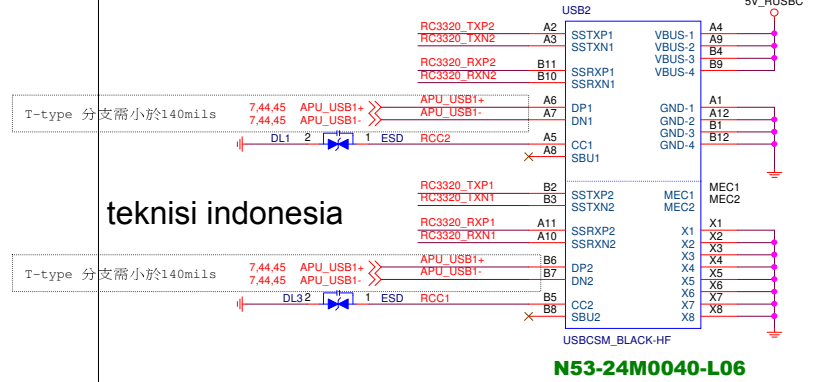 5V_RUSBC
USB2
RC3320_TXP2 A2 SSTXP1 VBUS-1 A4
RC3320_TXN2 A3 SSTXN1 VBUS-2 A9
VBUS-3 B4
RC3320_RXP2 B11 SSRXP1 VBUS-4 B9
RC3320_RXN2 B10 SSRXN1
T-type 分支需小於140mils 7,44,45 APU_USB1+ APU_USB1+ A6 DP1 GND-1 A1
7,44,45 APU_USB1- APU_USB1- A7 DN1 GND-2 A12
GND-3 B1
DL1 2 1 ESD RCC2 A5 CC1 GND-4 B12
A8 SBU1
RC3320_TXP1 B2 SSTXP2 MEC1 MEC1
RC3320_TXN1 B3 SSTXN2 MEC2 MEC2
teknisi indonesia
RC3320_RXP1 A11 SSRXP2 X1 X1
RC3320_RXN1 A10 SSRXN2 X2 X2
X3 X3
T-type 分支需小於140mils 7,44,45 APU_USB1+ APU_USB1+ B6 DP2 X4 X4
7,44,45 APU_USB1- APU_USB1- B7 DN2 X5 X5
X6 X6
DL3 2 1 ESD RCC1 B5 CC2 X7 X7
B8 SBU2 X8 X8
USBCSM_BLACK-HF
N53-24M0040-L06